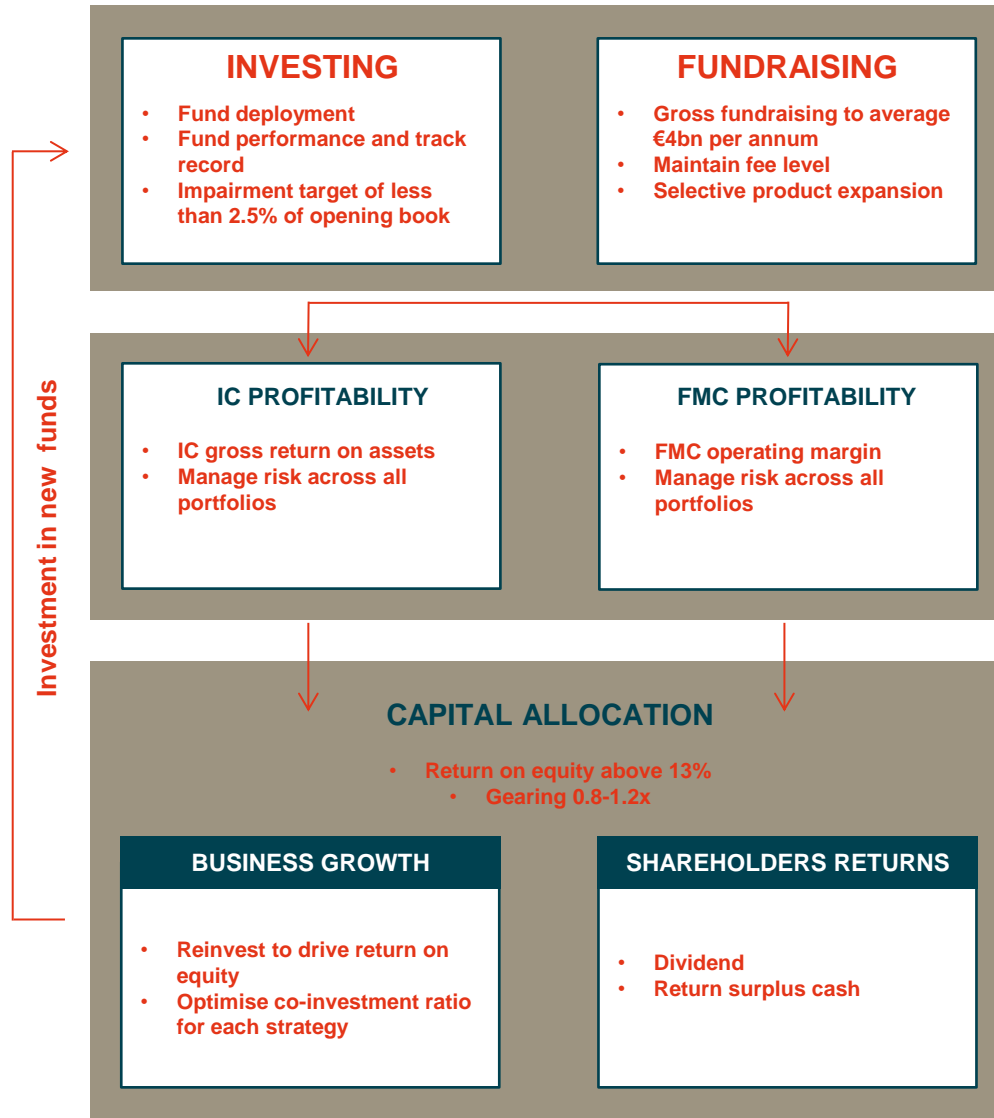 INVESTING
• Fund deployment
• Fund performance and track
record
• Impairment target of less
than 2.5% of opening book
FUNDRAISING
• Gross fundraising to average
€4bn per annum
• Maintain fee level
• Selective product expansion
Investment in new funds
IC PROFITABILITY
• IC gross return on assets
• Manage risk across all
portfolios
FMC PROFITABILITY
• FMC operating margin
• Manage risk across all
portfolios
CAPITAL ALLOCATION
• Return on equity above 13%
• Gearing 0.8-1.2x
BUSINESS GROWTH
• Reinvest to drive return on
equity
• Optimise co-investment ratio
for each strategy
SHAREHOLDERS RETURNS
• Dividend
• Return surplus cash